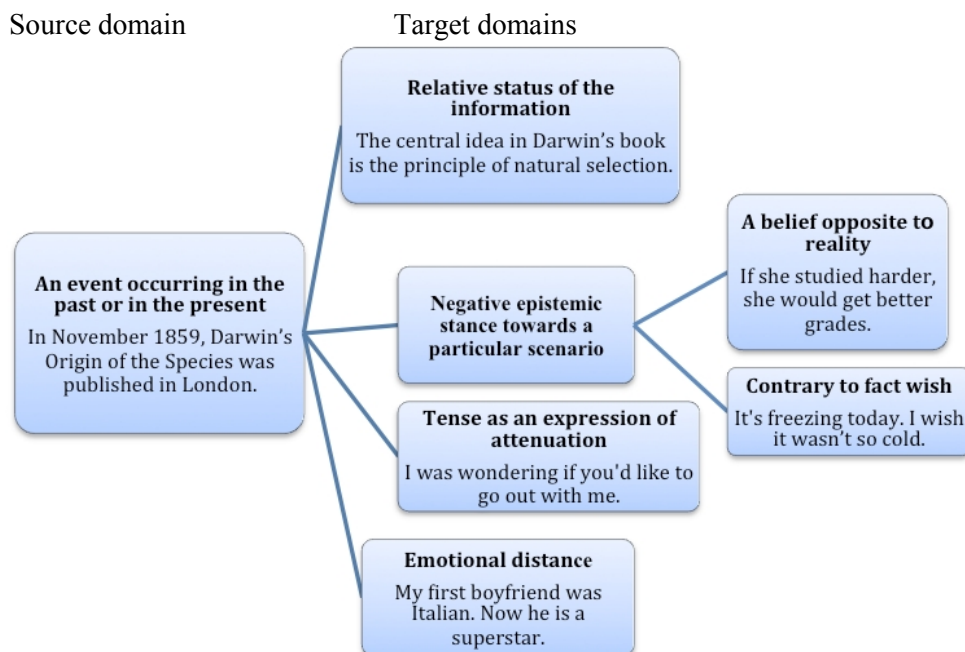 Source domain
Target domains
Relative status of the
information
The central idea in Darwin’s book
is the principle of natural selection.
An event occurring in the
past or in the present
In November 1859, Darwin’s
Origin of the Species was
published in London.
Negative epistemic
stance towards a
particular scenario
A belief opposite to
reality
If she studied harder,
she would get better
grades.
Contrary to fact wish
It's freezing today. I wish
it wasn’t so cold.
Tense as an expression of
attenuation
I was wondering if you'd like to
go out with me.
Emotional distance
My first boyfriend was
Italian. Now he is a
superstar.